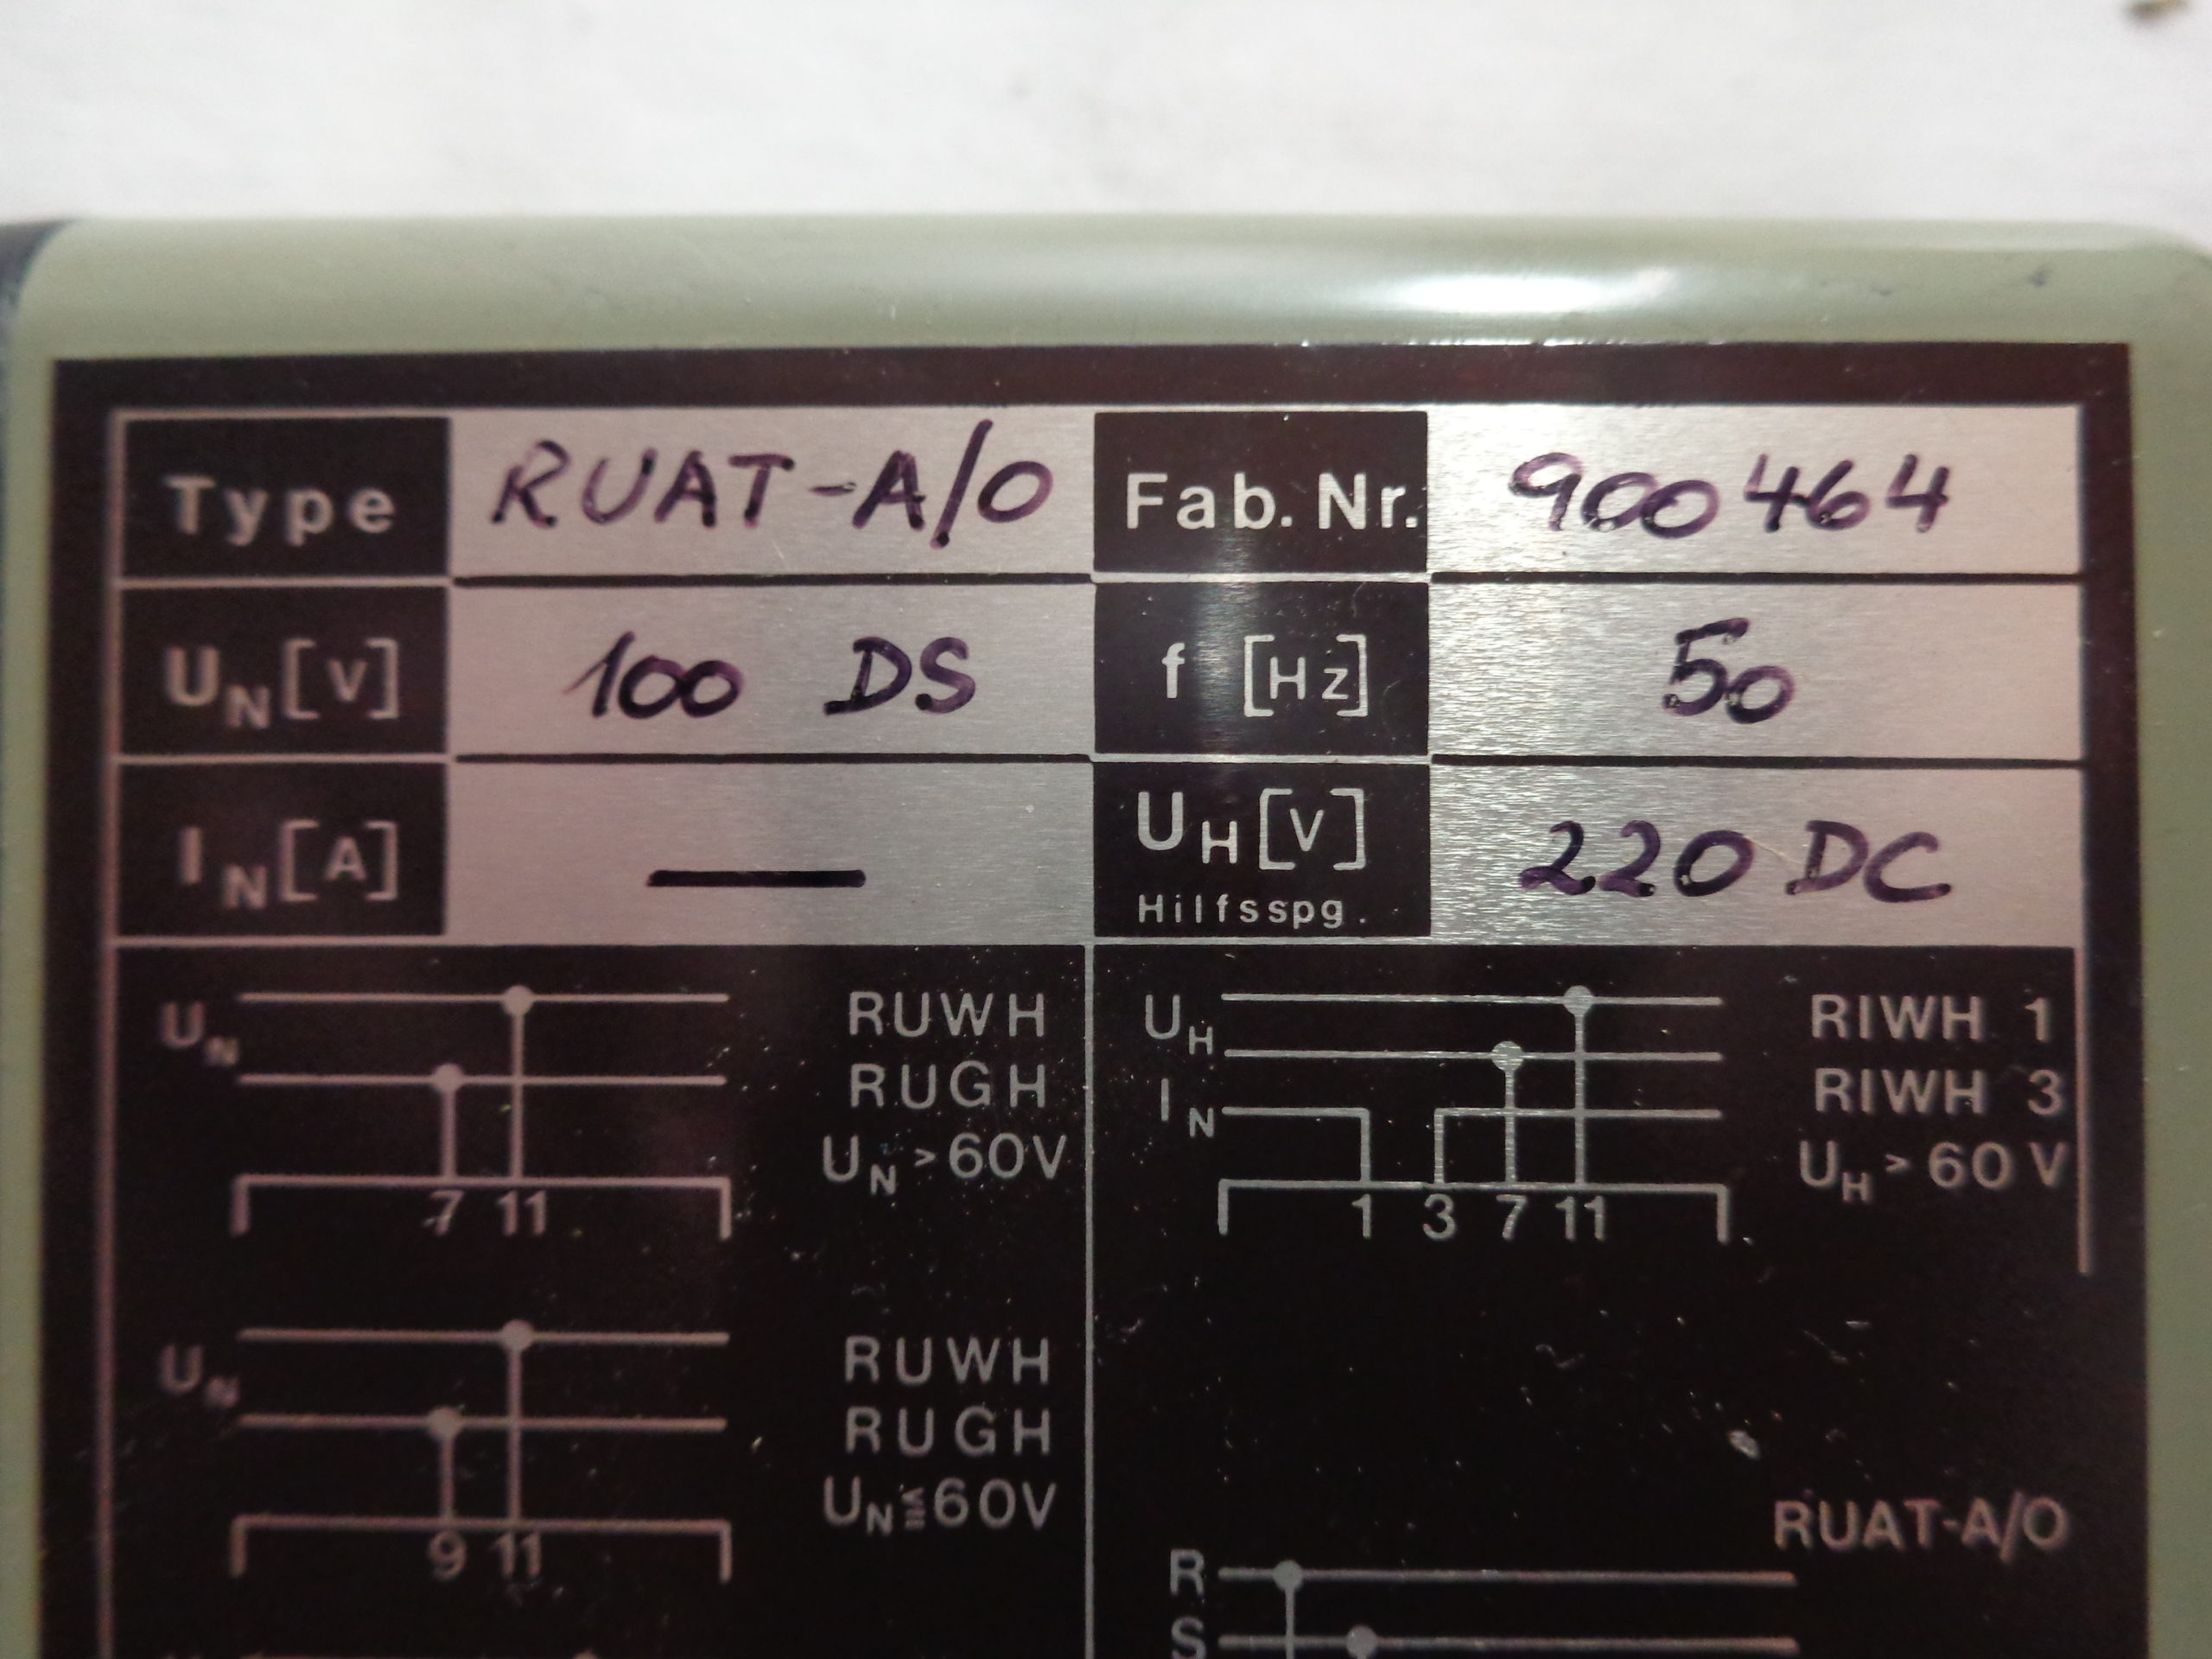 Type RUAT-A/O Fab. Nr. 900464
UN [V] 100 DS f [Hz] 50
IN [A] — UH [V] 220 DC
Hilfsspg.
UN RUWH
RUGH
UN > 60V
7 11
UH RIWH 1
IN RIWH 3
UH > 60 V
1 3 7 11
UN RUWH
RUGH
UN ≦ 60V
9 11
RUAT-A/O
R
S